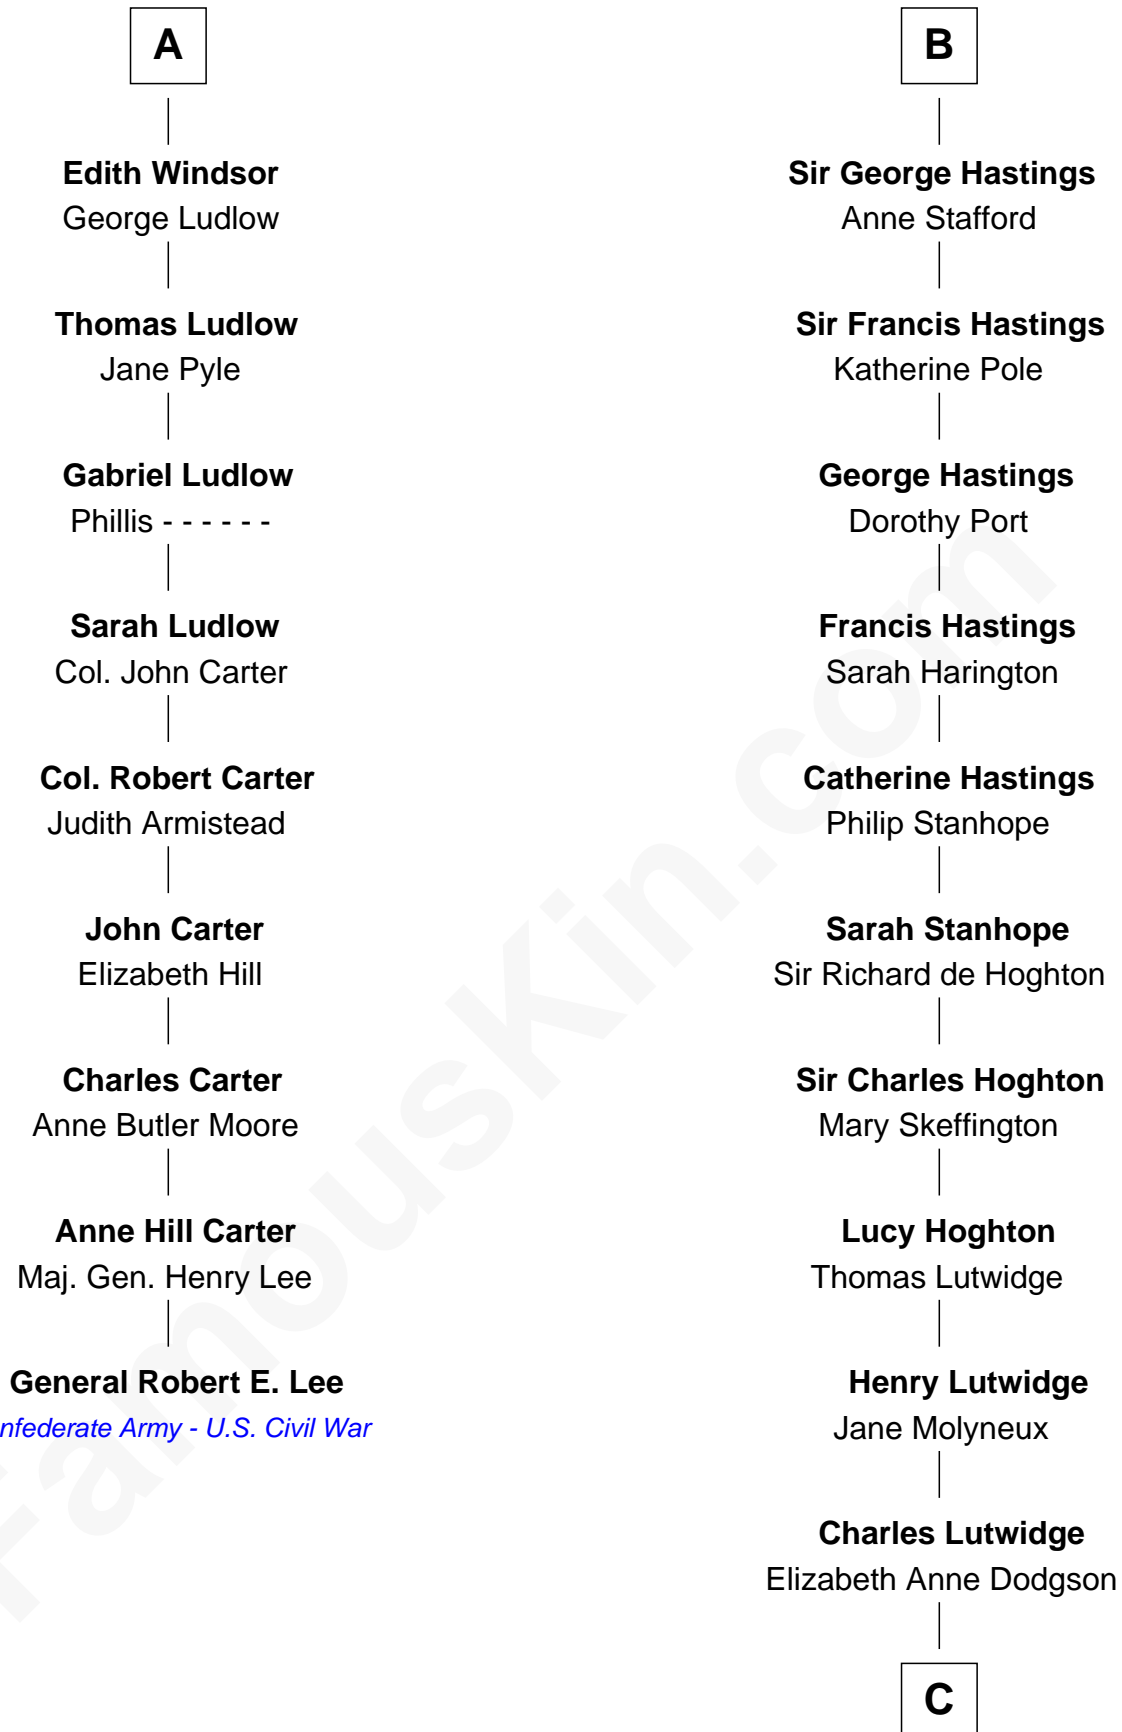 A
Edith Windsor
George Ludlow
Thomas Ludlow
Jane Pyle
Gabriel Ludlow
Phillis - - - - - -
Sarah Ludlow
Col. John Carter
Col. Robert Carter
Judith Armistead
John Carter
Elizabeth Hill
Charles Carter
Anne Butler Moore
Anne Hill Carter
Maj. Gen. Henry Lee
General Robert E. Lee
nfederate Army - U.S. Civil War
B
Sir George Hastings
Anne Stafford
Sir Francis Hastings
Katherine Pole
George Hastings
Dorothy Port
Francis Hastings
Sarah Harington
Catherine Hastings
Philip Stanhope
Sarah Stanhope
Sir Richard de Hoghton
Sir Charles Hoghton
Mary Skeffington
Lucy Hoghton
Thomas Lutwidge
Henry Lutwidge
Jane Molyneux
Charles Lutwidge
Elizabeth Anne Dodgson
C
FamousKin.com